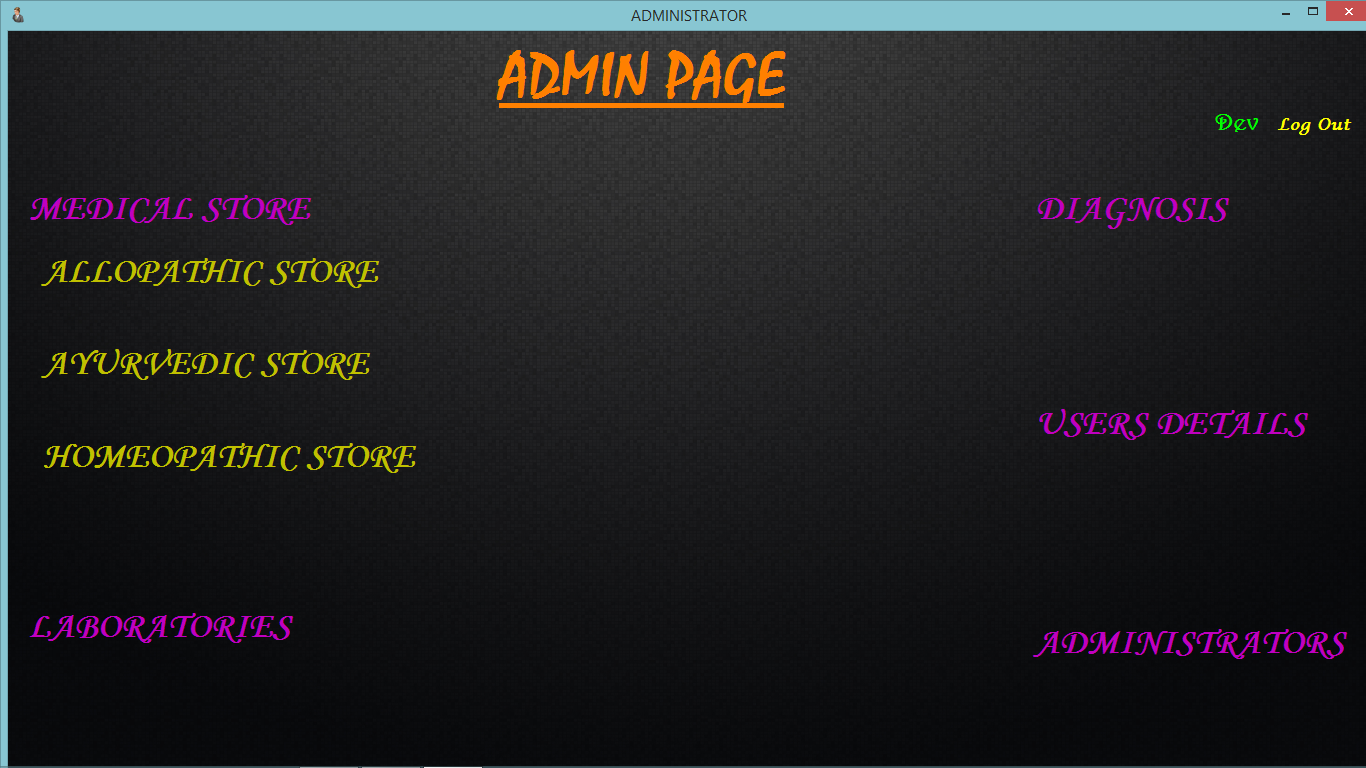 ADMINISTRATOR
ADMIN PAGE
Dev Log Out
MEDICAL STORE
DIAGNOSIS
ALLOPATHIC STORE
AYURVEDIC STORE
USERS DETAILS
HOMEOPATHIC STORE
LABORATORIES
ADMINISTRATORS